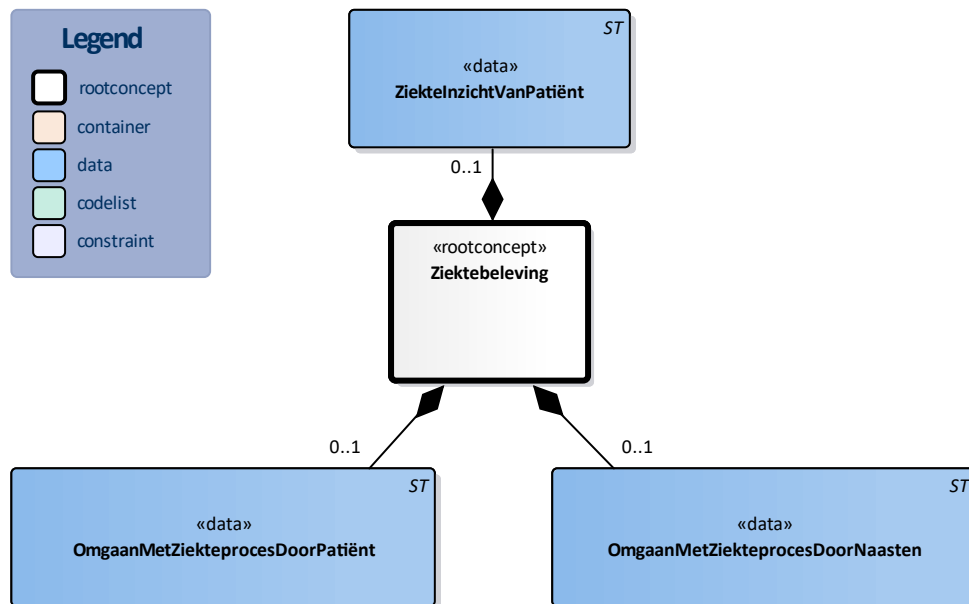 Legend
rootconcept
container
data
codelist
constraint
ST
«data»
ZiekteInzichtVanPatiënt
0..1
«rootconcept»
Ziektebeleving
0..1
0..1
ST
«data»
OmgaanMetZiekteprocesDoorPatiënt
ST
«data»
OmgaanMetZiekteprocesDoorNaasten